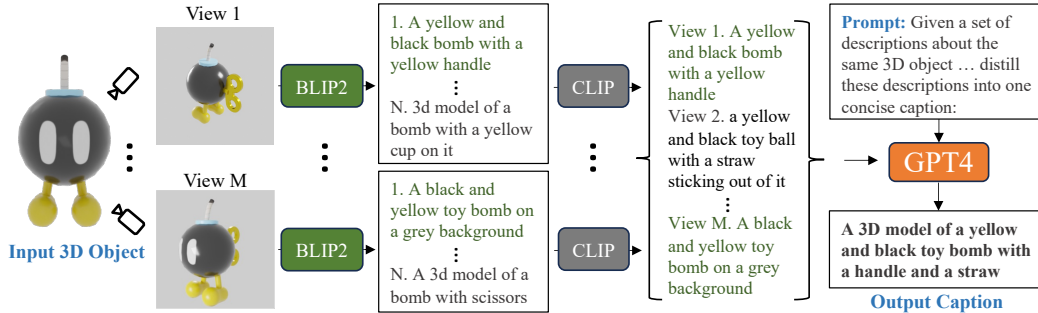 View 1
View M
Input 3D Object
BLIP2
BLIP2
1. A yellow and
black bomb with a
yellow handle
N. 3d model of a
bomb with a yellow
cup on it
1. A black and
yellow toy bomb on
a grey background
N. A 3d model of a
bomb with scissors
CLIP
CLIP
View 1. A yellow
and black bomb
with a yellow
handle
View 2. a yellow
and black toy ball
with a straw
sticking out of it
View M. A black
and yellow toy
bomb on a grey
background
Prompt: Given a set of
descriptions about the
same 3D object … distill
these descriptions into one
concise caption:
GPT4
A 3D model of a yellow
and black toy bomb with
a handle and a straw
Output Caption